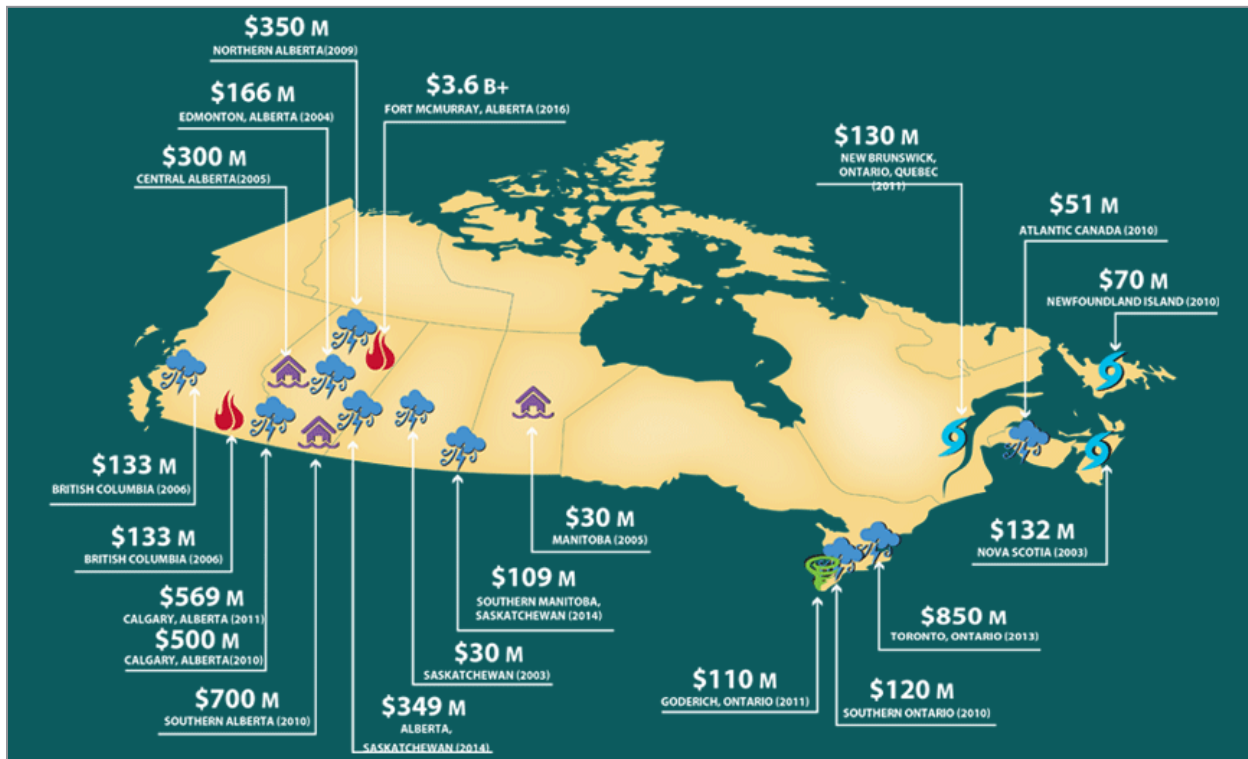 $350 M
NORTHERN ALBERTA(2009)
$3.6 B+
FORT MCMURRAY, ALBERTA (2016)
$166 M
EDMONTON, ALBERTA (2004)
$300 M
CENTRAL ALBERTA(2005)
$130 M
NEW BRUNSWICK,
ONTARIO, QUEBEC
(2011)
$51 M
ATLANTIC CANADA (2010)
$70 M
NEWFOUNDLAND ISLAND (2010)
$133 M
BRITISH COLUMBIA (2006)
$133 M
BRITISH COLUMBIA (2006)
$569 M
CALGARY, ALBERTA (2011)
$500 M
CALGARY, ALBERTA(2010)
$700 M
SOUTHERN ALBERTA (2010)
$349 M
ALBERTA,
SASKATCHEWAN (2014)
$30 M
SASKATCHEWAN (2003)
$109 M
SOUTHERN MANITOBA,
SASKATCHEWAN (2014)
$30 M
MANITOBA (2005)
$132 M
NOVA SCOTIA (2003)
$850 M
TORONTO, ONTARIO (2013)
$110 M
GODERICH, ONTARIO (2011)
$120 M
SOUTHERN ONTARIO (2010)